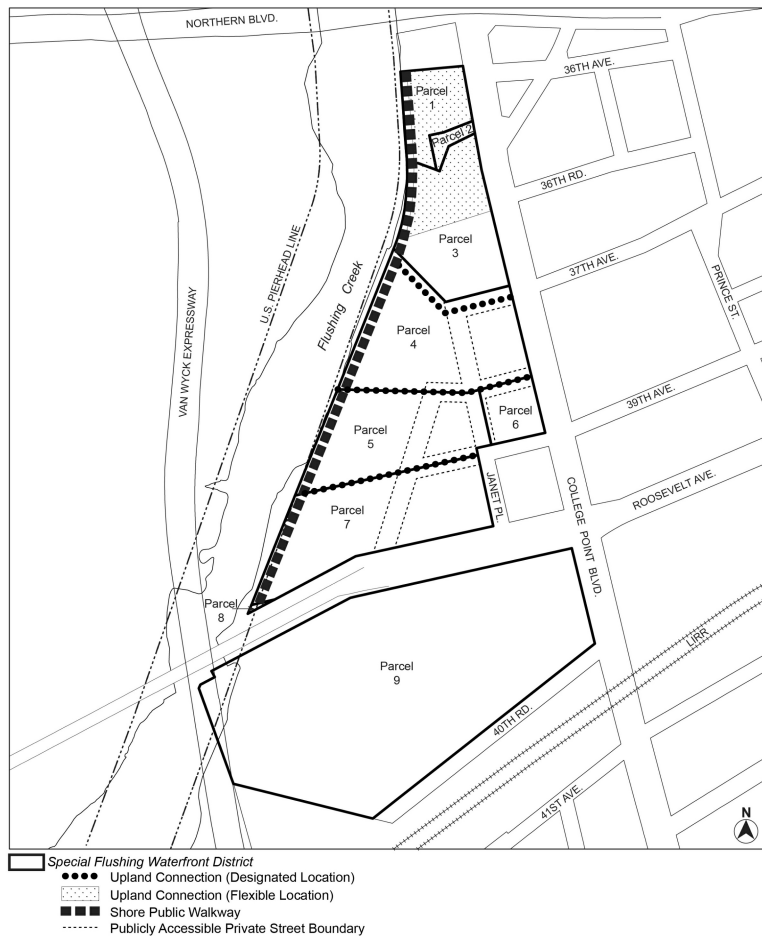 NORTHERN BLVD.
36TH AVE.
Parcel
1
Parcel 2
36TH RD.
Parcel
3
37TH AVE.
PRINCE ST.
U.S. PIERHEAD LINE
Flushing Creek
VAN WYCK EXPRESSWAY
Parcel
4
39TH AVE.
Parcel
5
Parcel
6
ROOSEVELT AVE.
JANET PL.
COLLEGE POINT BLVD.
Parcel
7
Parcel
8
LIRR
Parcel
9
40TH RD.
41ST AVE.
N
Special Flushing Waterfront District
Upland Connection (Designated Location)
Upland Connection (Flexible Location)
Shore Public Walkway
Publicly Accessible Private Street Boundary